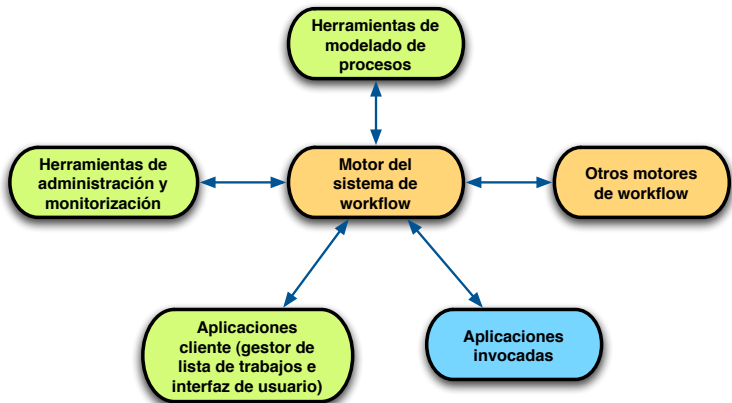 Herramientas de
modelado de
procesos
Herramientas de
administración y
monitorización
Motor del
sistema de
workflow
Otros motores
de workflow
Aplicaciones
cliente (gestor de
lista de trabajos e
interfaz de usuario)
Aplicaciones
invocadas